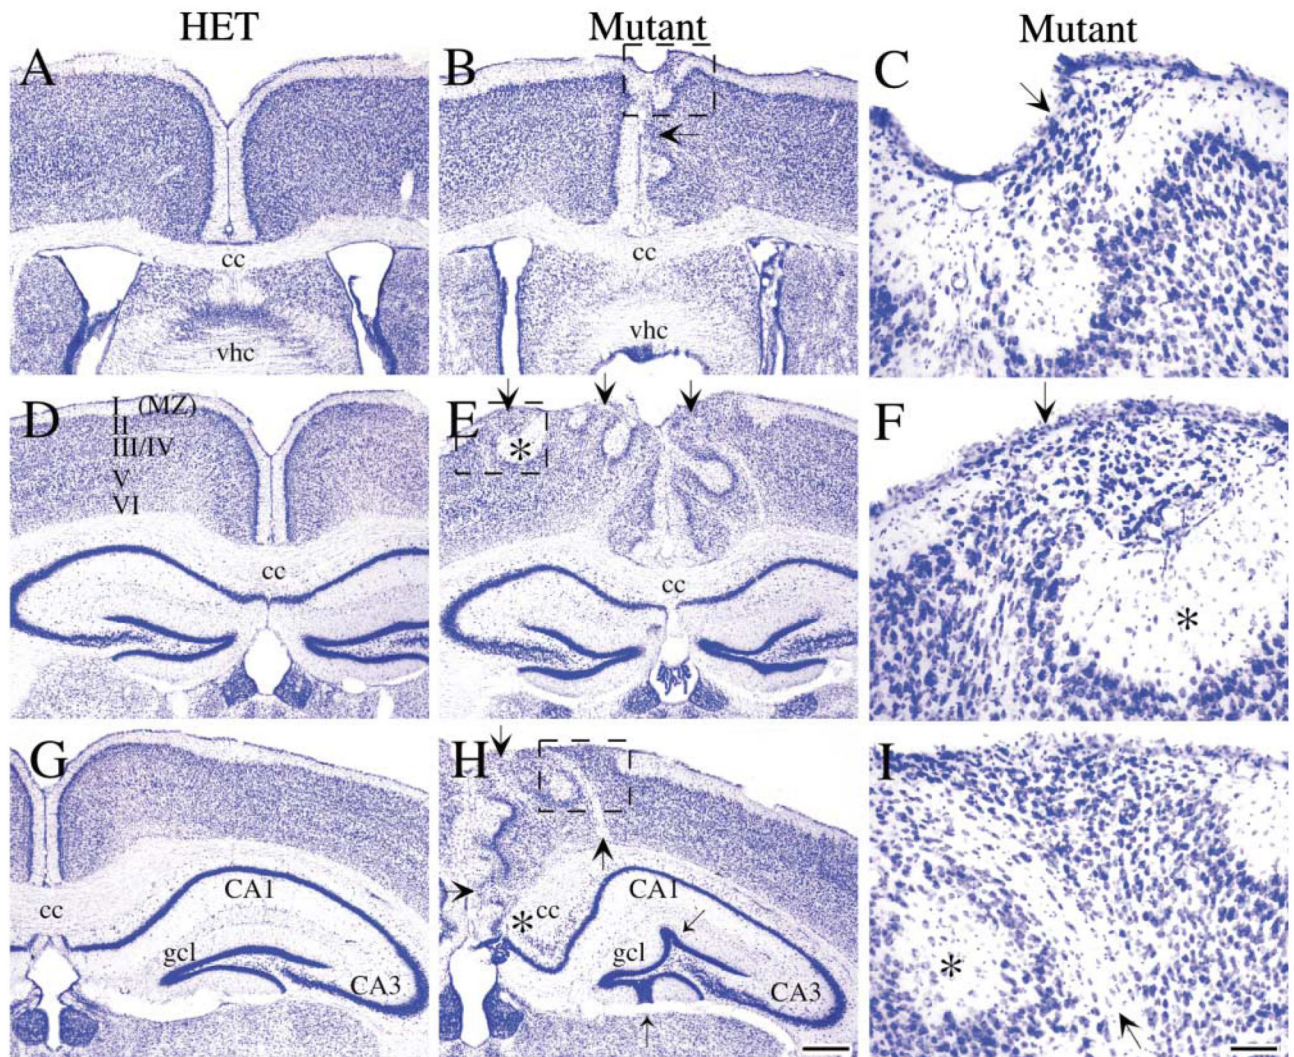 HET
Mutant
Mutant
A
B
C
cc
cc
vhc
vhc
D
I (MZ)
II
III/IV
V
VI
E
*
F
cc
cc
*
G
H
I
CA1
CA1
cc
* cc
gcl
gcl
CA3
CA3
*